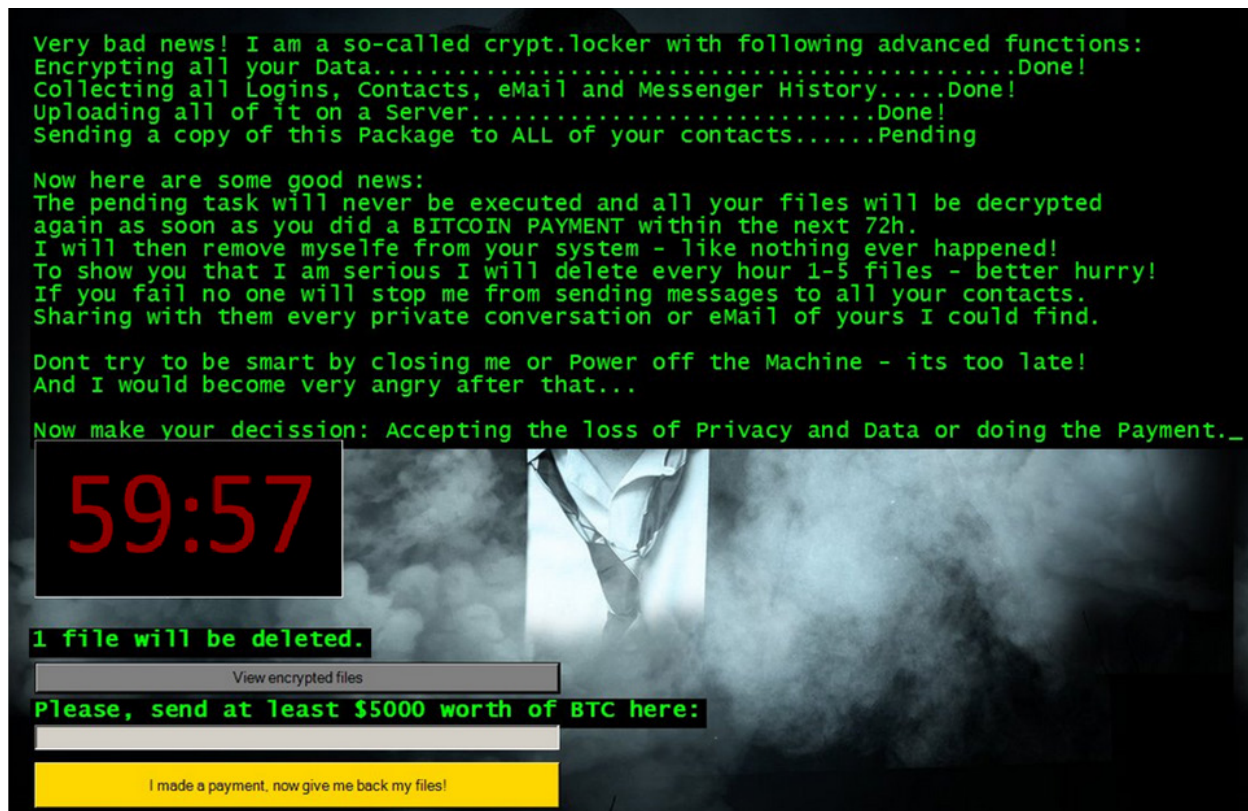 Very bad news! I am a so-called crypt.locker with following advanced functions:
Encrypting all your Data..............................................Done!
Collecting all Logins, Contacts, eMail and Messenger History.....Done!
Uploading all of it on a Server.............................Done!
Sending a copy of this Package to ALL of your contacts......Pending
Now here are some good news:
The pending task will never be executed and all your files will be decrypted
again as soon as you did a BITCOIN PAYMENT within the next 72h.
I will then remove myselfe from your system - like nothing ever happened!
To show you that I am serious I will delete every hour 1-5 files - better hurry!
If you fail no one will stop me from sending messages to all your contacts.
Sharing with them every private conversation or eMail of yours I could find.
Dont try to be smart by closing me or Power off the Machine - its too late!
And I would become very angry after that...
Now make your decission: Accepting the loss of Privacy and Data or doing the Payment._
59:57
1 file will be deleted.
View encrypted files
Please, send at least $5000 worth of BTC here:
I made a payment, now give me back my files!